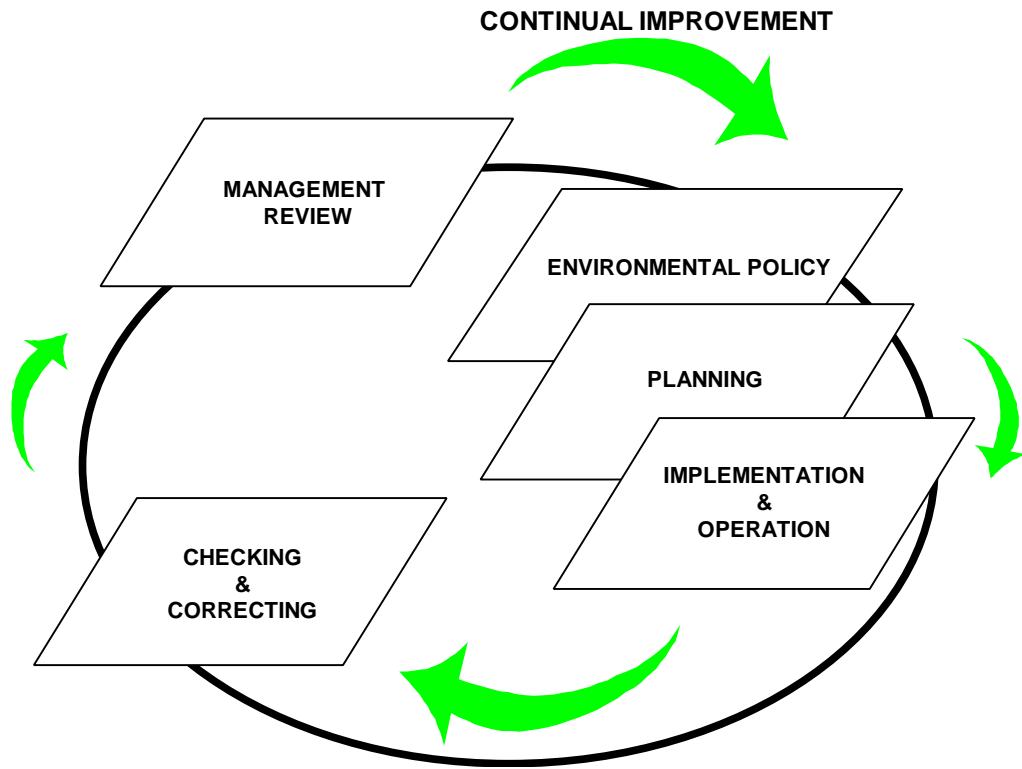 CONTINUAL IMPROVEMENT
MANAGEMENT
REVIEW
ENVIRONMENTAL POLICY
PLANNING
IMPLEMENTATION
&
OPERATION
CHECKING
&
CORRECTING